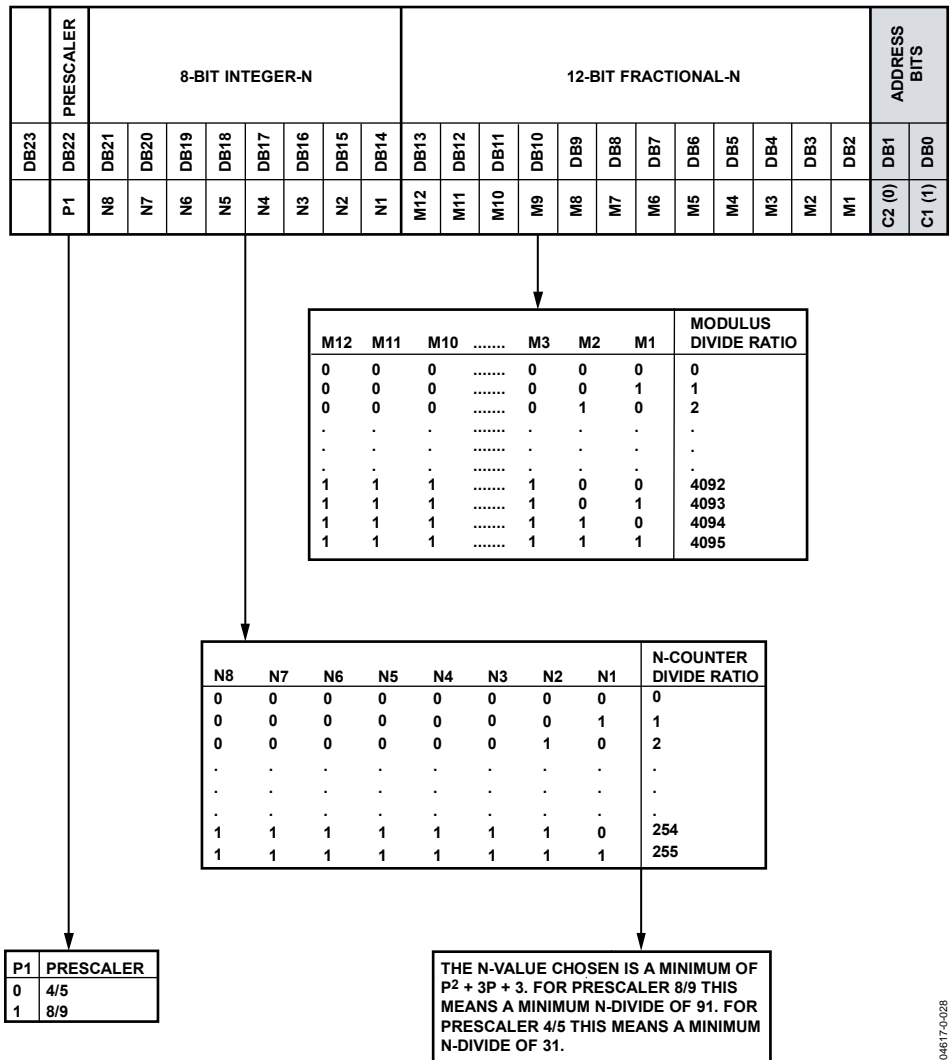 PRESCALER
8-BIT INTEGER-N
12-BIT FRACTIONAL-N
ADDRESS
BITS
DB23 DB22 DB21 DB20 DB19 DB18 DB17 DB16 DB15 DB14 DB13 DB12 DB11 DB10 DB9 DB8 DB7 DB6 DB5 DB4 DB3 DB2 DB1 DB0
P1 N8 N7 N6 N5 N4 N3 N2 N1 M12 M11 M10 M9 M8 M7 M6 M5 M4 M3 M2 M1 C2 (0) C1 (1)
MODULUS
M12 M11 M10 ....... M3 M2 M1 DIVIDE RATIO
0 0 0 ....... 0 0 0 0
0 0 0 ....... 0 0 1 1
0 0 0 ....... 0 1 0 2
. . . ....... . . . .
. . . ....... . . . .
. . . ....... . . . .
1 1 1 ....... 1 0 0 4092
1 1 1 ....... 1 0 1 4093
1 1 1 ....... 1 1 0 4094
1 1 1 ....... 1 1 1 4095
N-COUNTER
N8 N7 N6 N5 N4 N3 N2 N1 DIVIDE RATIO
0 0 0 0 0 0 0 0 0
0 0 0 0 0 0 0 1 1
0 0 0 0 0 0 1 0 2
. . . . . . . . .
. . . . . . . . .
. . . . . . . . .
1 1 1 1 1 1 1 0 254
1 1 1 1 1 1 1 1 255
P1 PRESCALER
0 4/5
1 8/9
THE N-VALUE CHOSEN IS A MINIMUM OF
P² + 3P + 3. FOR PRESCALER 8/9 THIS
MEANS A MINIMUM N-DIVIDE OF 91. FOR
PRESCALER 4/5 THIS MEANS A MINIMUM
N-DIVIDE OF 31.
04617-0-028